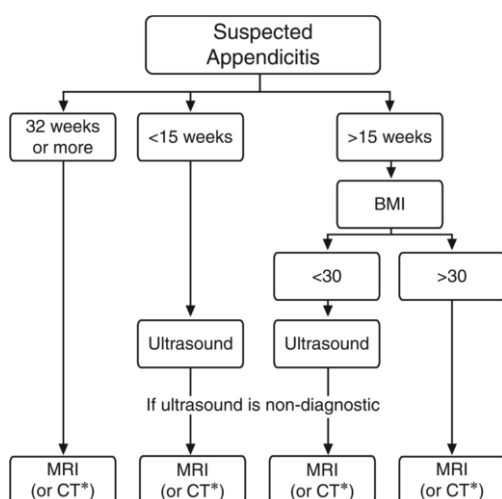 Suspected
Appendicitis
32 weeks
or more
<15 weeks
>15 weeks
BMI
<30
>30
Ultrasound
Ultrasound
If ultrasound is non-diagnostic
MRI
(or CT*)
MRI
(or CT*)
MRI
(or CT*)
MRI
(or CT*)